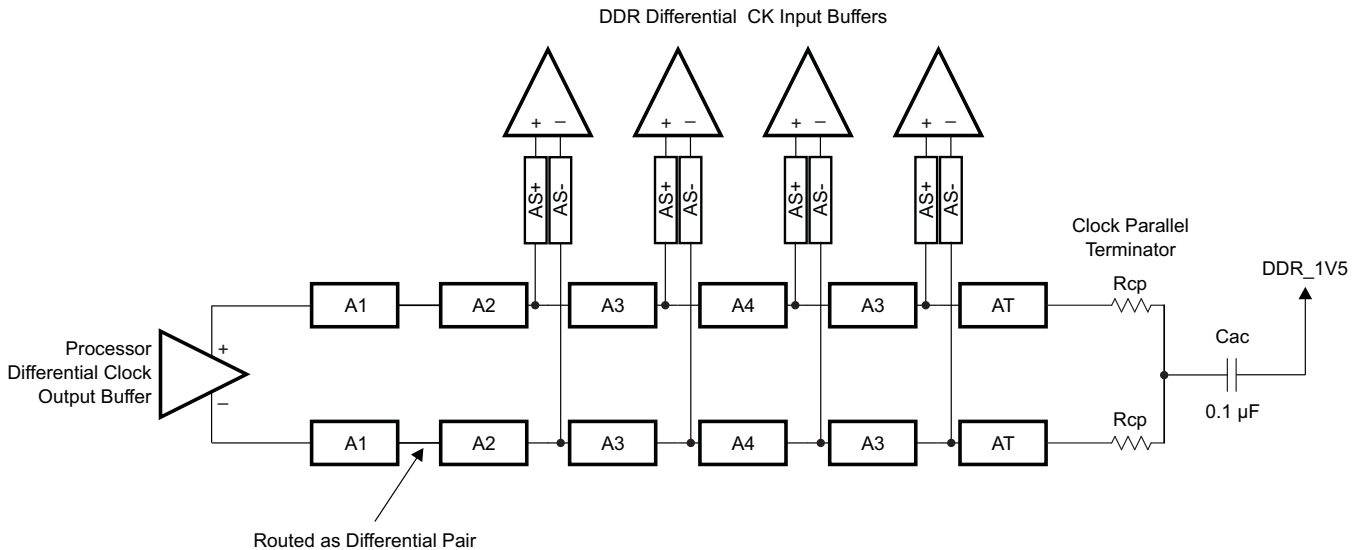 DDR Differential CK Input Buffers
+ –
+ –
+ –
+ –
AS+
AS-
AS+
AS-
AS+
AS-
AS+
AS-
Clock Parallel
Terminator
DDR_1V5
A1
A2
A3
A4
A3
AT
Rcp
Processor
Differential Clock
Output Buffer
+
–
Cac
0.1 µF
A1
A2
A3
A4
A3
AT
Rcp
Routed as Differential Pair